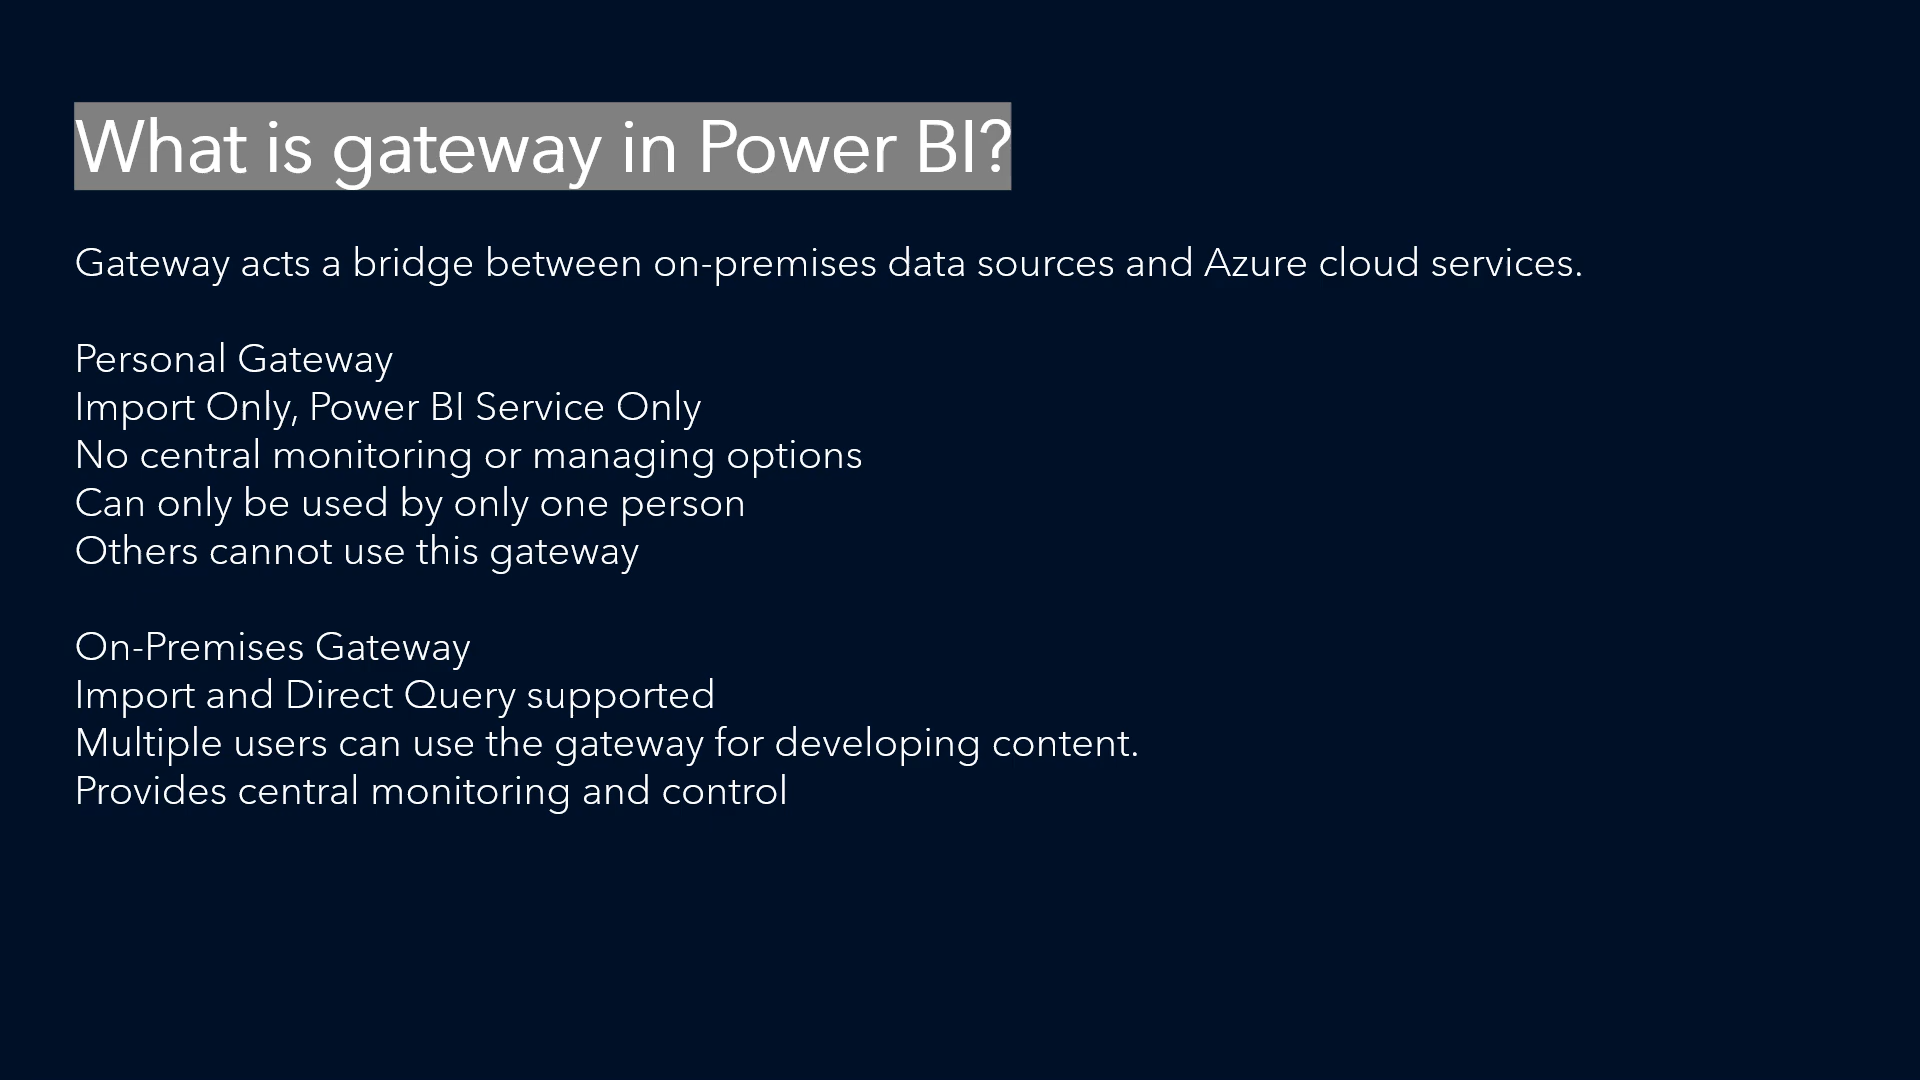 What is gateway in Power BI?
Gateway acts a bridge between on-premises data sources and Azure cloud services.
Personal Gateway
Import Only, Power BI Service Only
No central monitoring or managing options
Can only be used by only one person
Others cannot use this gateway
On-Premises Gateway
Import and Direct Query supported
Multiple users can use the gateway for developing content.
Provides central monitoring and control